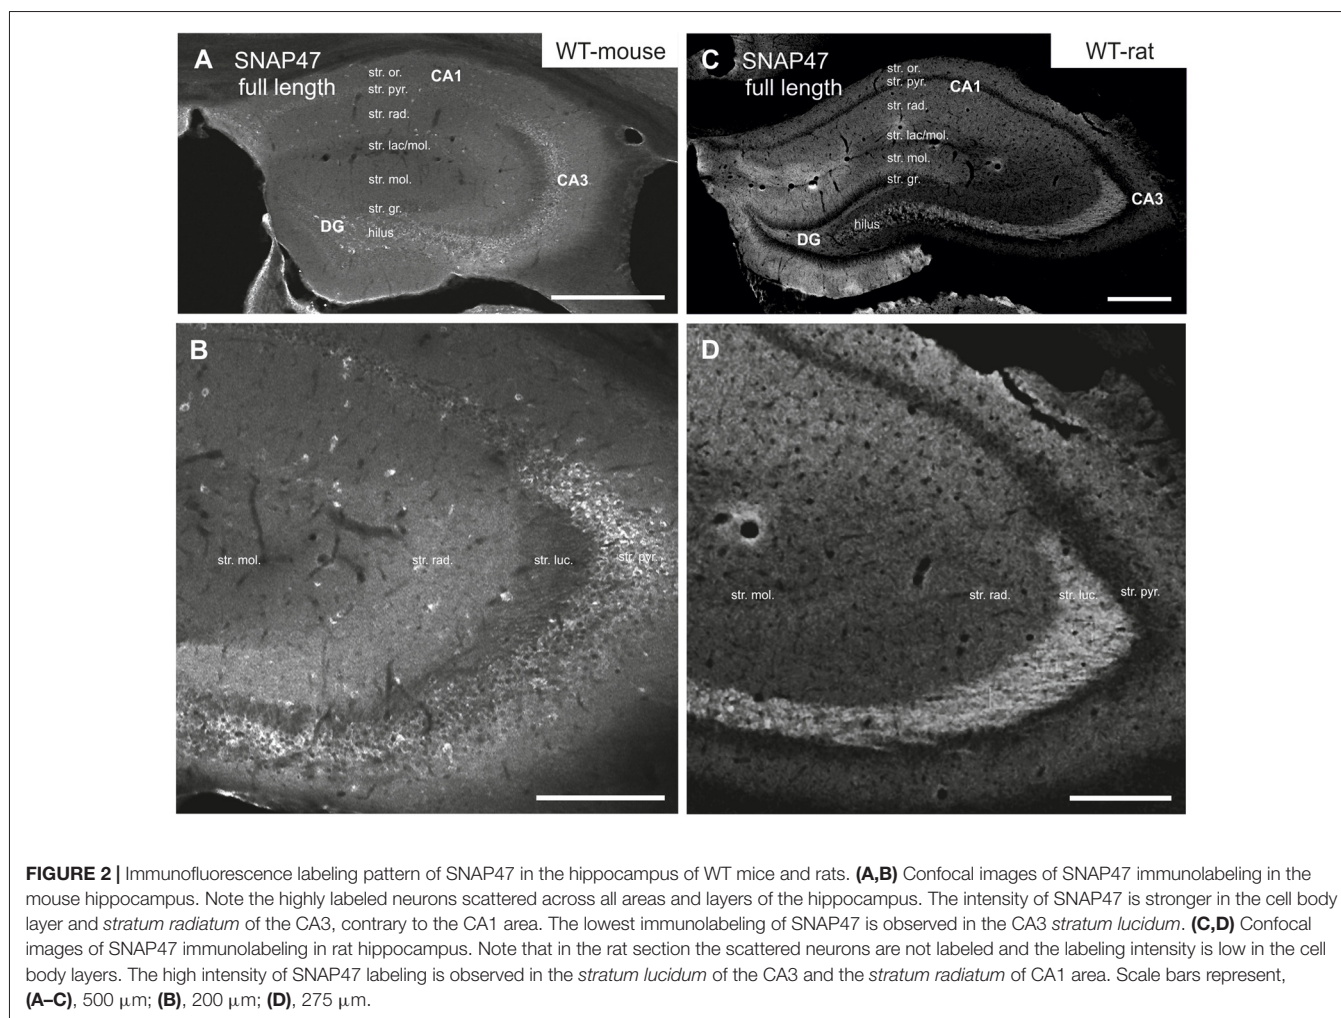 A
SNAP47
full length
WT-mouse
str. or.
CA1
str. pyr.
str. rad.
str. lac/mol.
str. mol.
CA3
str. gr.
DG
hilus
C
SNAP47
full length
WT-rat
str. or.
str. pyr.
CA1
str. rad.
str. lac/mol.
str. mol.
str. gr.
CA3
hilus
DG
B
str. mol.
str. rad.
str. luc.
str. pyr.
D
str. mol.
str. rad.
str. luc.
str. pyr.
FIGURE 2 | Immunofluorescence labeling pattern of SNAP47 in the hippocampus of WT mice and rats. (A,B) Confocal images of SNAP47 immunolabeling in the
mouse hippocampus. Note the highly labeled neurons scattered across all areas and layers of the hippocampus. The intensity of SNAP47 is stronger in the cell body
layer and stratum radiatum of the CA3, contrary to the CA1 area. The lowest immunolabeling of SNAP47 is observed in the CA3 stratum lucidum. (C,D) Confocal
images of SNAP47 immunolabeling in rat hippocampus. Note that in the rat section the scattered neurons are not labeled and the labeling intensity is low in the cell
body layers. The high intensity of SNAP47 labeling is observed in the stratum lucidum of the CA3 and the stratum radiatum of CA1 area. Scale bars represent,
(A–C), 500 μm; (B), 200 μm; (D), 275 μm.